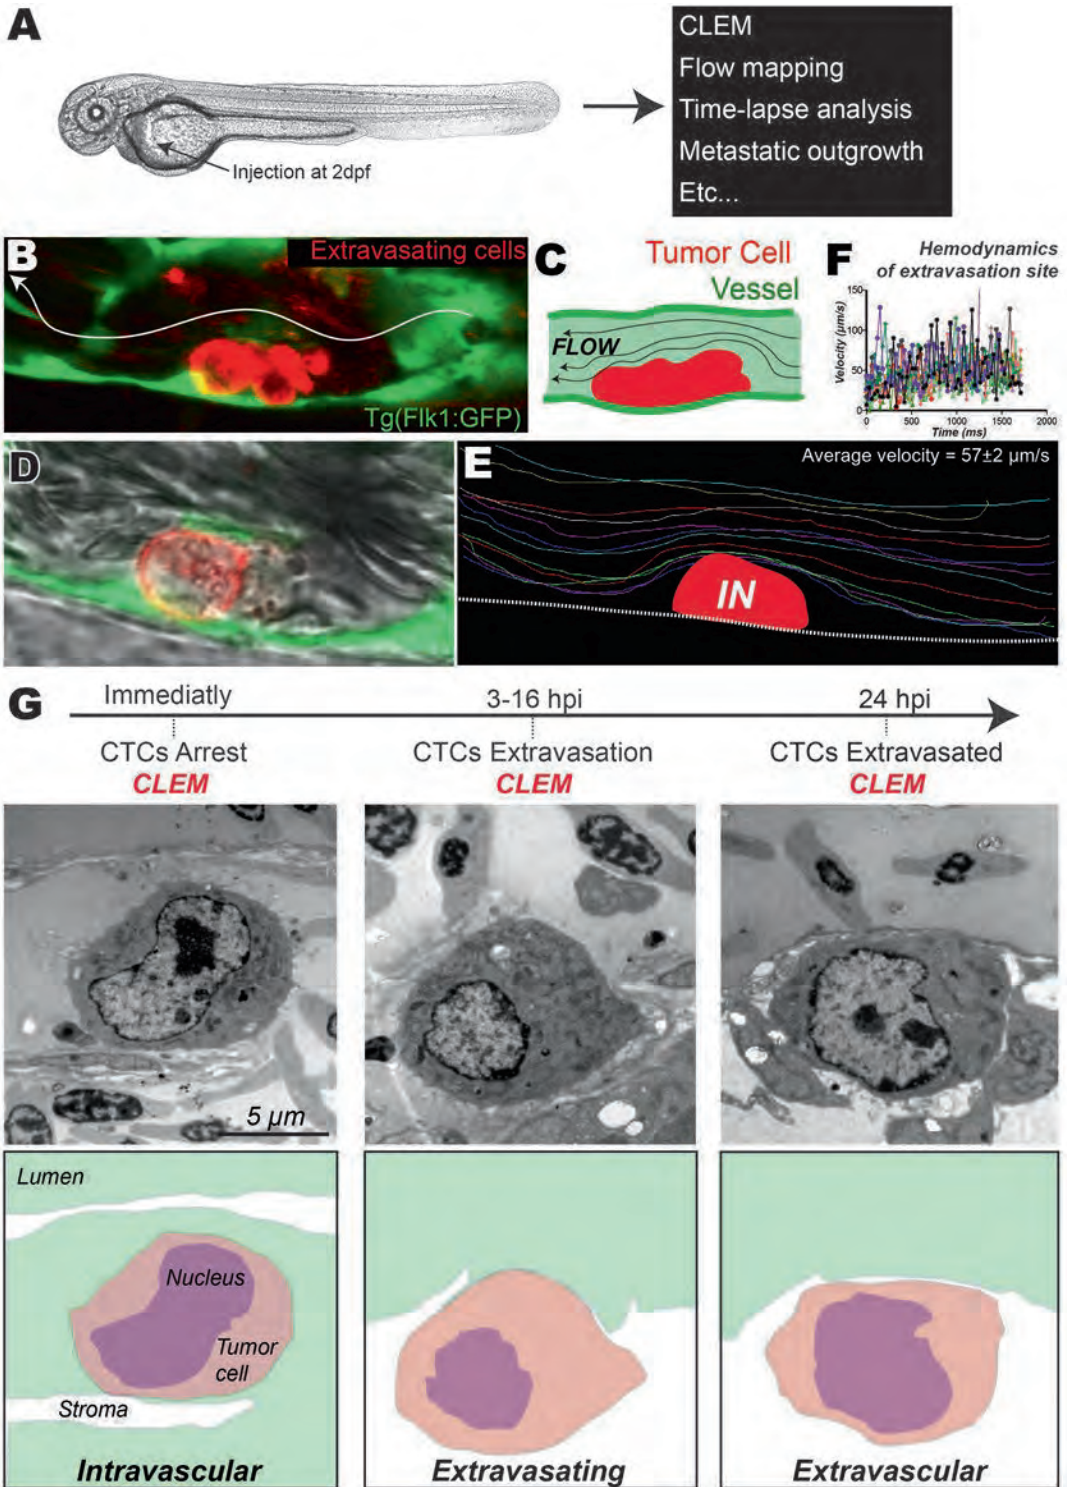 A
CLEM
Flow mapping
Time-lapse analysis
Metastatic outgrowth
Etc...
Injection at 2dpf
B
Extravasating cells
Tg(Flk1:GFP)
C
Tumor Cell
Vessel
FLOW
F
Hemodynamics
of extravasation site
Velocity (µm/s)
150
100
50
0
0 500 1000 1500 2000
Time (ms)
D
E
Average velocity = 57±2 µm/s
IN
G
Immediatly
3-16 hpi
24 hpi
CTCs Arrest
CTCs Extravasation
CTCs Extravasated
CLEM
CLEM
CLEM
5 µm
Lumen
Nucleus
Tumor
cell
Stroma
Intravascular
Extravasating
Extravascular